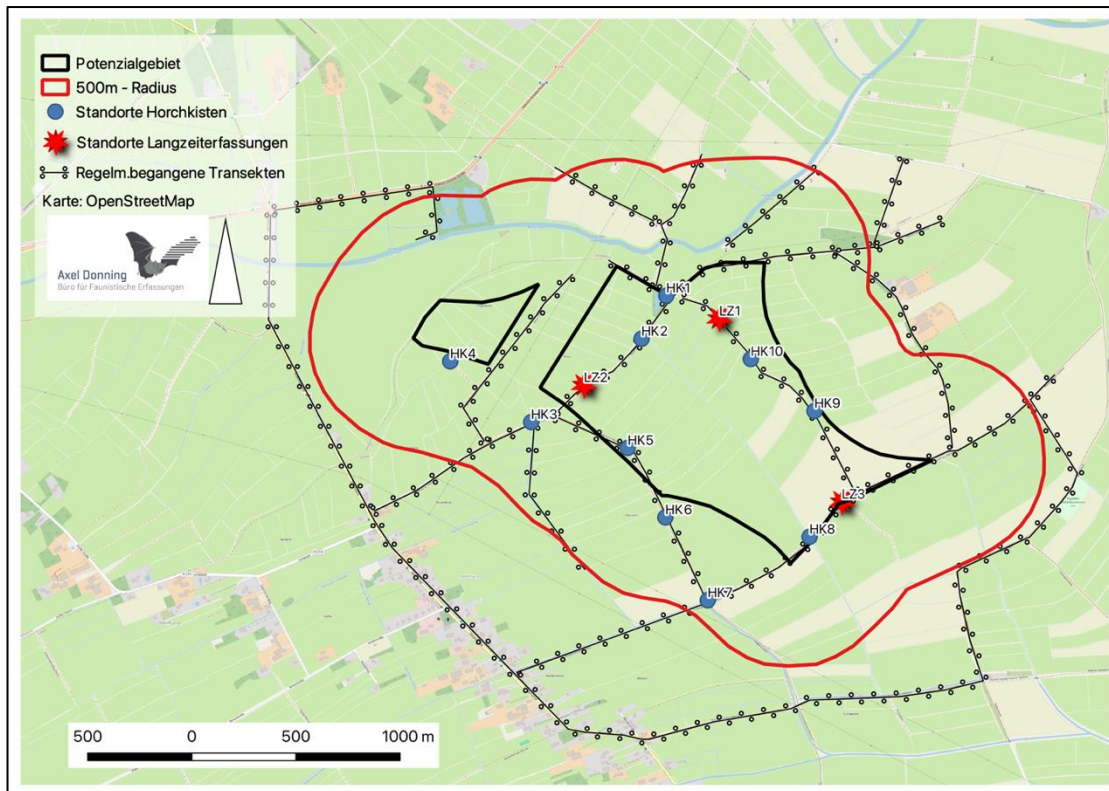 Potenzialgebiet
500m - Radius
Standorte Horchkisten
Standorte Langzeiterfassungen
Regelm.begangene Transekten
Karte: OpenStreetMap
Axel Donning
Büro für Faunistische Erfassungen
HK1
LZ1
HK2
HK10
HK4
LZ2
HK9
HK3
HK5
LZ3
HK6
HK8
HK7
500 0 500 1000 m